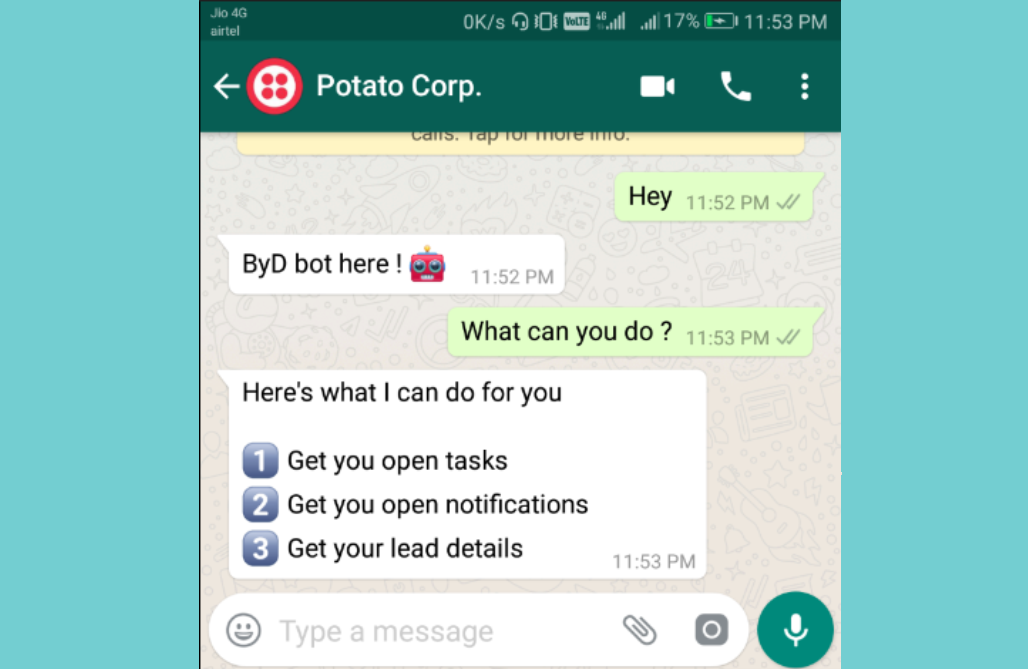 Jio 4G
airtel
0K/s VoLTE 4G 17% 11:53 PM
Potato Corp.
calls. Tap for more info.
Hey 11:52 PM
ByD bot here ! 11:52 PM
What can you do ? 11:53 PM
Here's what I can do for you
1 Get you open tasks
2 Get you open notifications
3 Get your lead details
11:53 PM
Type a message